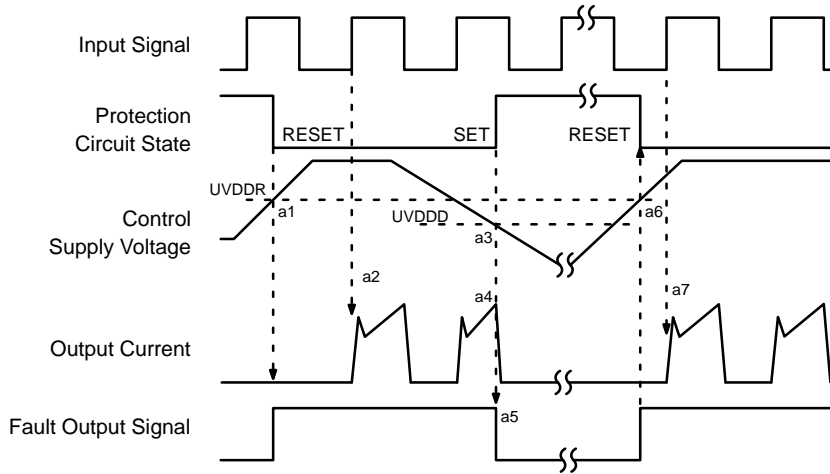 Input Signal
Protection
Circuit State
RESET
SET
RESET
UVDDR
a1
a6
Control
Supply Voltage
UVDDD
a3
a2
a4
a7
Output Current
Fault Output Signal
a5